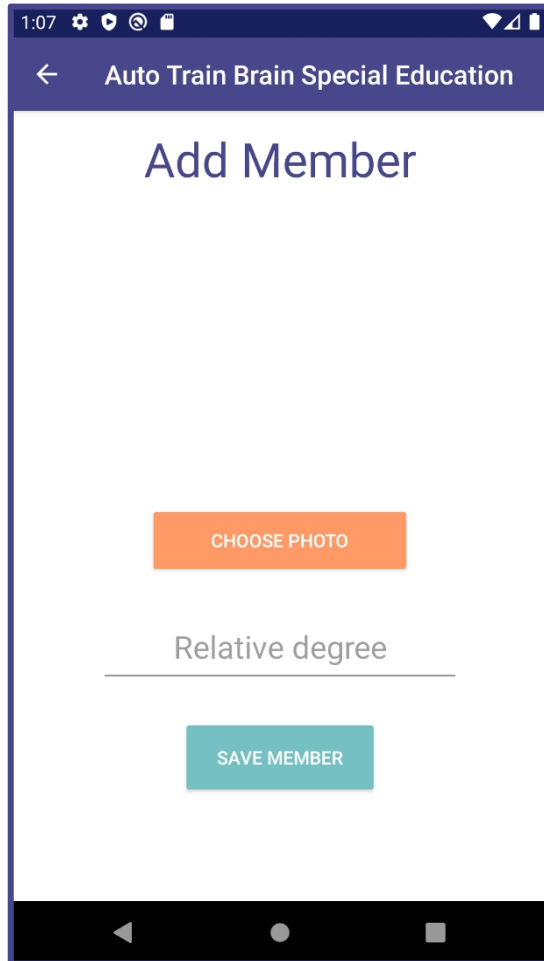 1:07
Auto Train Brain Special Education
Add Member
CHOOSE PHOTO
Relative degree
SAVE MEMBER